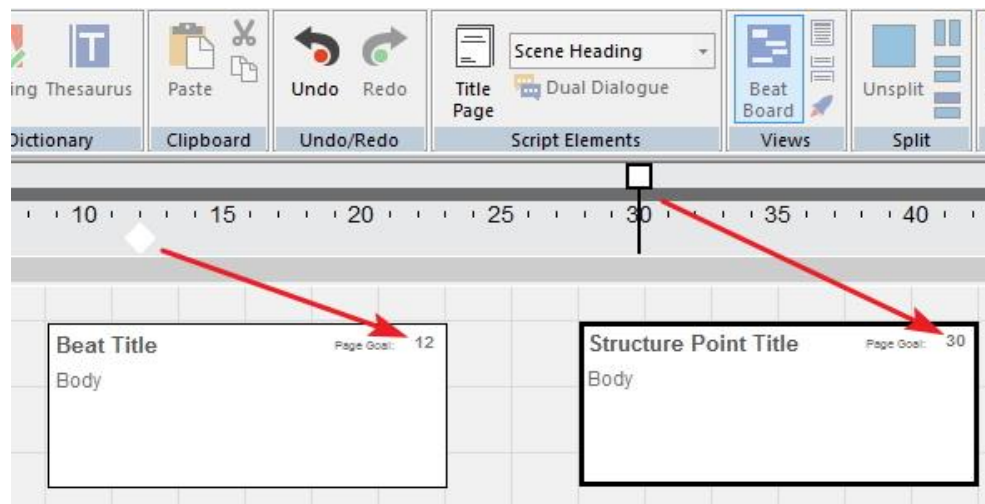 ing Thesaurus
Paste
Undo Redo
Title
Page
Scene Heading
Dual Dialogue
Beat
Board
Unsplit
Dictionary
Clipboard
Undo/Redo
Script Elements
Views
Split
10 15 20 25 30 35 40
Beat Title Page Goal: 12
Body
Structure Point Title Page Goal: 30
Body